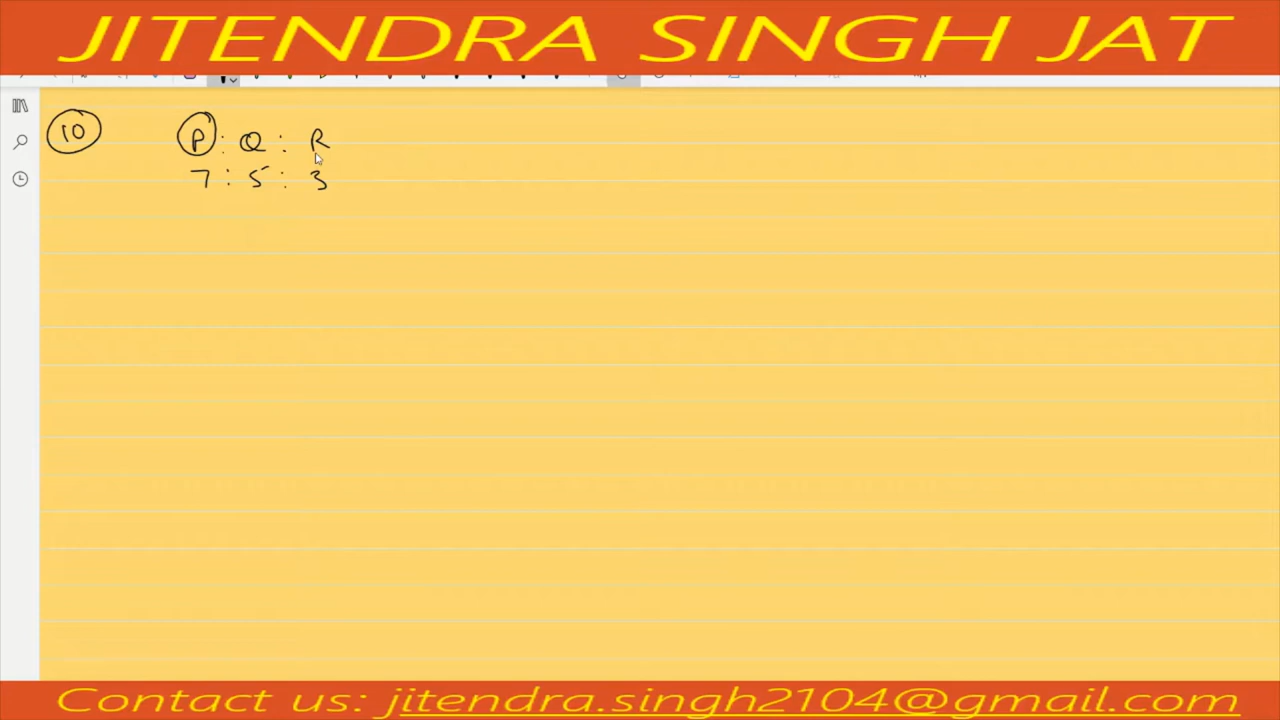 JITENDRA SINGH JAT
10 P : Q : R
7 : 5 : 3
Contact us: jitendra.singh2104@gmail.com